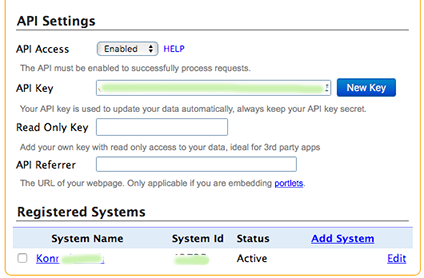 API Settings
API Access Enabled HELP
The API must be enabled to successfully process requests.
API Key New Key
Your API key is used to update your data automatically, always keep your API key secret.
Read Only Key
Add your own key with read only access to your data, ideal for 3rd party apps
API Referrer
The URL of your webpage. Only applicable if you are embedding portlets.
Registered Systems
System Name System Id Status Add System
Active Edit